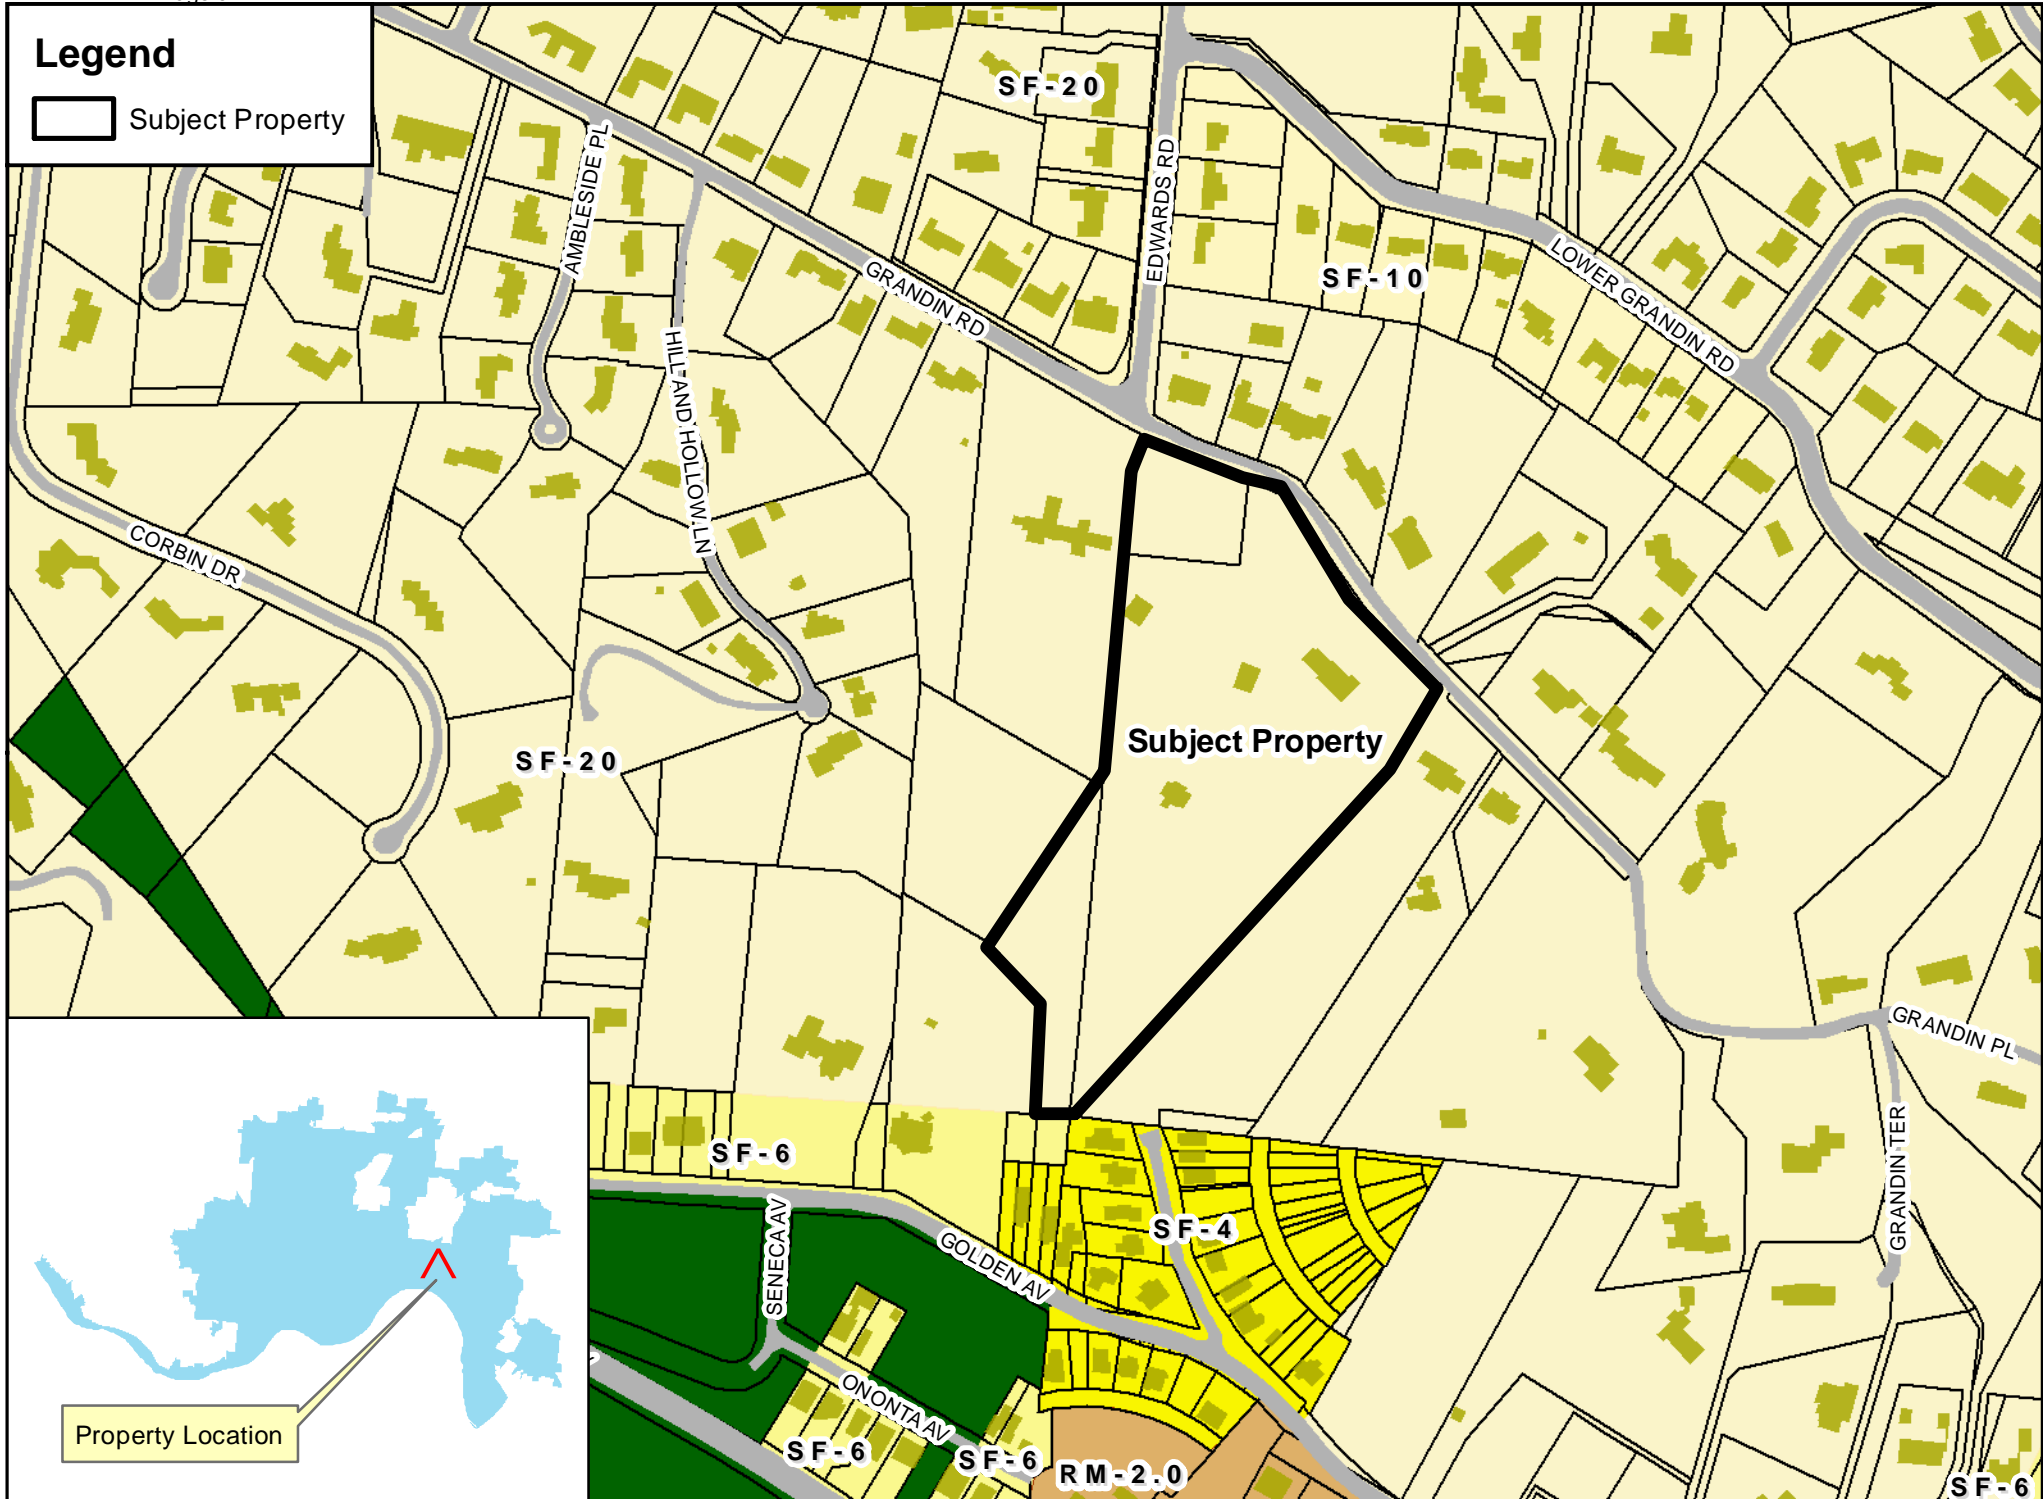 Legend
Subject Property
SF-20
AMBLESIDE PL
EDWARDS RD
GRANDIN RD
SF-10
LOWER GRANDIN RD
HILL AND HOLLOW LN
CORBIN DR
SF-20
Subject Property
GRANDIN PL
GRANDIN TER
SF-6
SENECA AV
GOLDEN AV
SF-4
ONONTA AV
SF-6
SF-6
RM-2.0
SF-6
Property Location